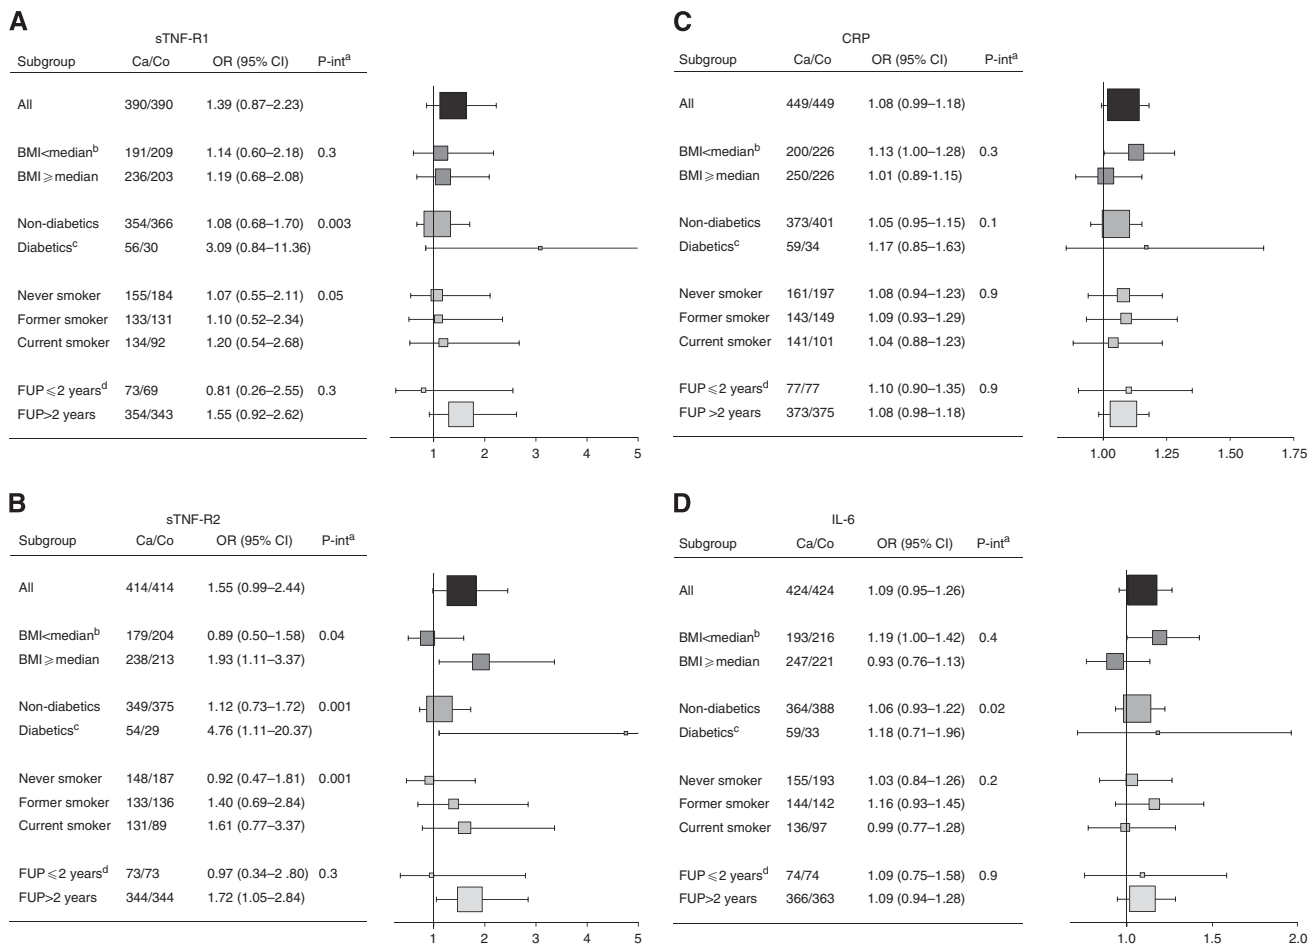 A
sTNF-R1
Subgroup Ca/Co OR (95% CI) P-intᵃ
All 390/390 1.39 (0.87–2.23)
BMI<medianᵇ 191/209 1.14 (0.60–2.18) 0.3
BMI⩾median 236/203 1.19 (0.68–2.08)
Non-diabetics 354/366 1.08 (0.68–1.70) 0.003
Diabeticsᶜ 56/30 3.09 (0.84–11.36)
Never smoker 155/184 1.07 (0.55–2.11) 0.05
Former smoker 133/131 1.10 (0.52–2.34)
Current smoker 134/92 1.20 (0.54–2.68)
FUP⩽2 yearsᵈ 73/69 0.81 (0.26–2.55) 0.3
FUP>2 years 354/343 1.55 (0.92–2.62)
1 2 3 4 5
B
sTNF-R2
Subgroup Ca/Co OR (95% CI) P-intᵃ
All 414/414 1.55 (0.99–2.44)
BMI<medianᵇ 179/204 0.89 (0.50–1.58) 0.04
BMI⩾median 238/213 1.93 (1.11–3.37)
Non-diabetics 349/375 1.12 (0.73–1.72) 0.001
Diabeticsᶜ 54/29 4.76 (1.11–20.37)
Never smoker 148/187 0.92 (0.47–1.81) 0.001
Former smoker 133/136 1.40 (0.69–2.84)
Current smoker 131/89 1.61 (0.77–3.37)
FUP⩽2 yearsᵈ 73/73 0.97 (0.34–2 .80) 0.3
FUP>2 years 344/344 1.72 (1.05–2.84)
1 2 3 4 5
C
CRP
Subgroup Ca/Co OR (95% CI) P-intᵃ
All 449/449 1.08 (0.99–1.18)
BMI<medianᵇ 200/226 1.13 (1.00–1.28) 0.3
BMI⩾median 250/226 1.01 (0.89-1.15)
Non-diabetics 373/401 1.05 (0.95–1.15) 0.1
Diabeticsᶜ 59/34 1.17 (0.85–1.63)
Never smoker 161/197 1.08 (0.94–1.23) 0.9
Former smoker 143/149 1.09 (0.93–1.29)
Current smoker 141/101 1.04 (0.88–1.23)
FUP⩽2 yearsᵈ 77/77 1.10 (0.90–1.35) 0.9
FUP >2 years 373/375 1.08 (0.98–1.18)
1.00 1.25 1.50 1.75
D
IL-6
Subgroup Ca/Co OR (95% CI) P-intᵃ
All 424/424 1.09 (0.95–1.26)
BMI<medianᵇ 193/216 1.19 (1.00–1.42) 0.4
BMI⩾median 247/221 0.93 (0.76–1.13)
Non-diabetics 364/388 1.06 (0.93–1.22) 0.02
Diabeticsᶜ 59/33 1.18 (0.71–1.96)
Never smoker 155/193 1.03 (0.84–1.26) 0.2
Former smoker 144/142 1.16 (0.93–1.45)
Current smoker 136/97 0.99 (0.77–1.28)
FUP⩽2 yearsᵈ 74/74 1.09 (0.75–1.58) 0.9
FUP>2 years 366/363 1.09 (0.94–1.28)
1.0 1.5 2.0